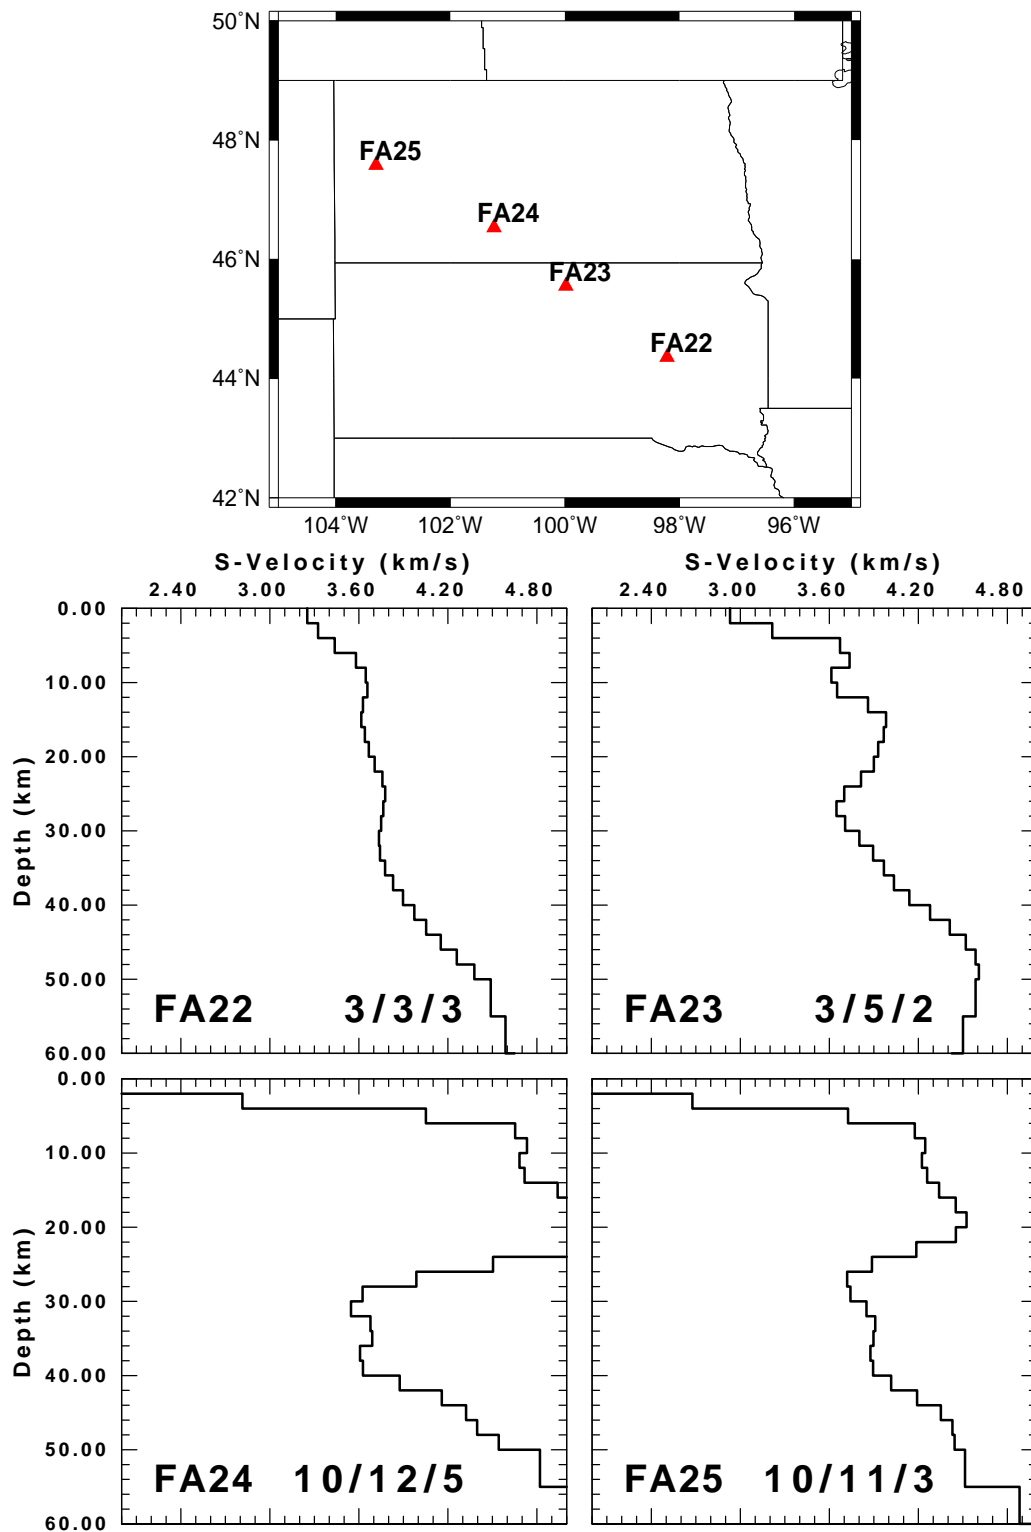 50˚N
48˚N
FA25
FA24
46˚N
FA23
FA22
44˚N
42˚N
104˚W 102˚W 100˚W 98˚W 96˚W
S-Velocity (km/s) S-Velocity (km/s)
2.40 3.00 3.60 4.20 4.80 2.40 3.00 3.60 4.20 4.80
0.00
10.00
20.00
30.00
40.00
50.00
60.00
Depth (km)
FA22 3/3/3 FA23 3/5/2
0.00
10.00
20.00
30.00
40.00
50.00
60.00
Depth (km)
FA24 10/12/5 FA25 10/11/3